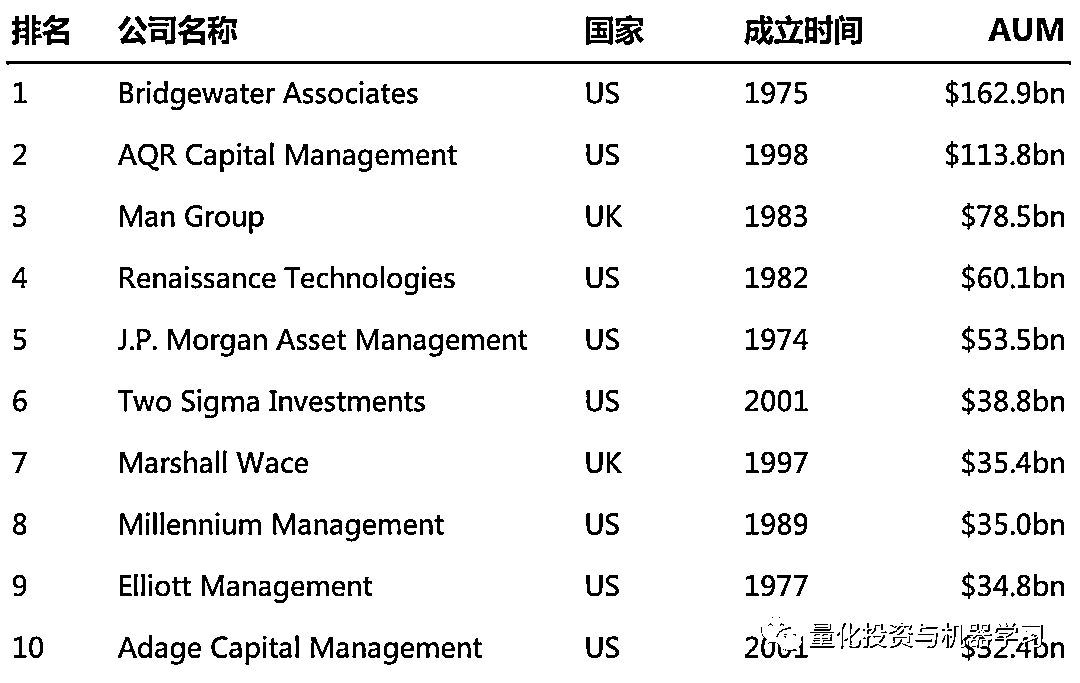 排名 公司名称 国家 成立时间 AUM
1 Bridgewater Associates US 1975 $162.9bn
2 AQR Capital Management US 1998 $113.8bn
3 Man Group UK 1983 $78.5bn
4 Renaissance Technologies US 1982 $60.1bn
5 J.P. Morgan Asset Management US 1974 $53.5bn
6 Two Sigma Investments US 2001 $38.8bn
7 Marshall Wace UK 1997 $35.4bn
8 Millennium Management US 1989 $35.0bn
9 Elliott Management US 1977 $34.8bn
10 Adage Capital Management US 2001 $32.4bn
量化投资与机器学习